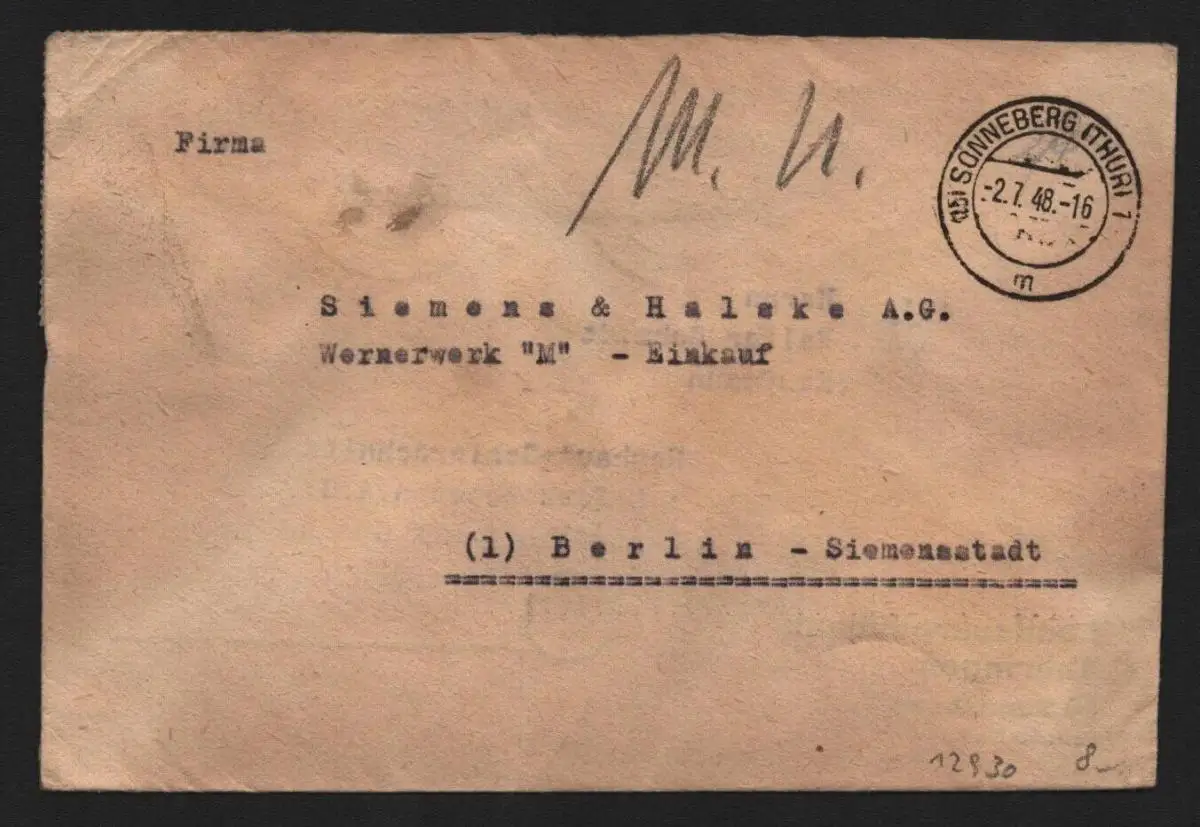 Firma
M. U.
(15) SONNEBERG (THÜR) 1
-2.7.48.-16
m
Siemens & Halske A.G.
Wernerwerk "M" - Einkauf
(1) Berlin - Siemensstadt
12930 8